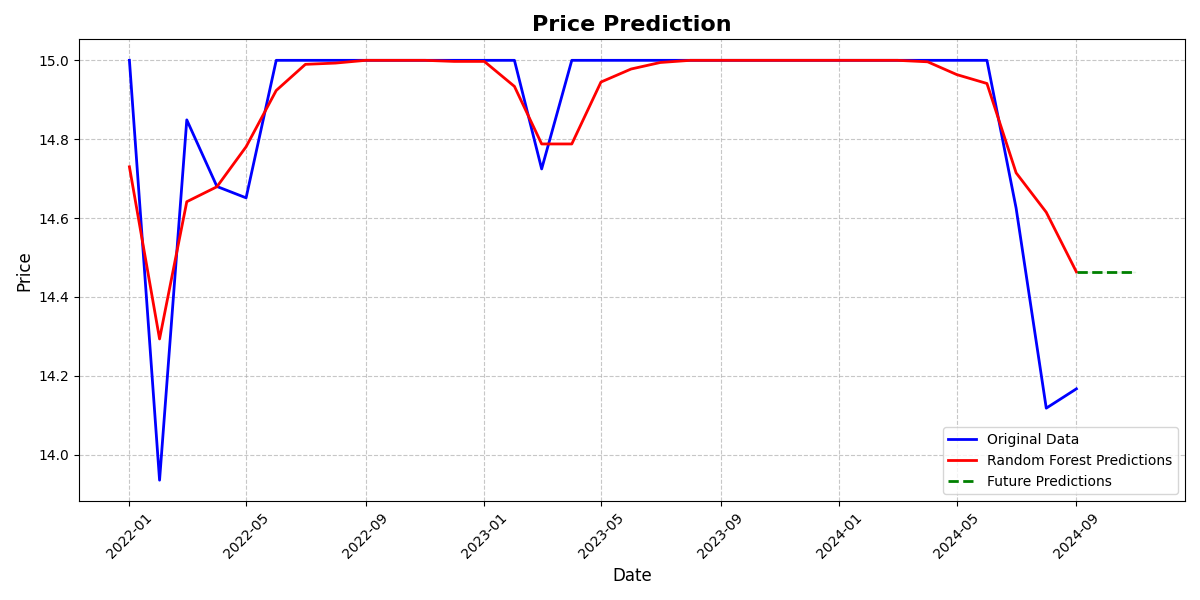 Price Prediction
Price
15.0
14.8
14.6
14.4
14.2
14.0
Original Data
Random Forest Predictions
Future Predictions
2022-01
2022-05
2022-09
2023-01
2023-05
2023-09
2024-01
2024-05
2024-09
Date